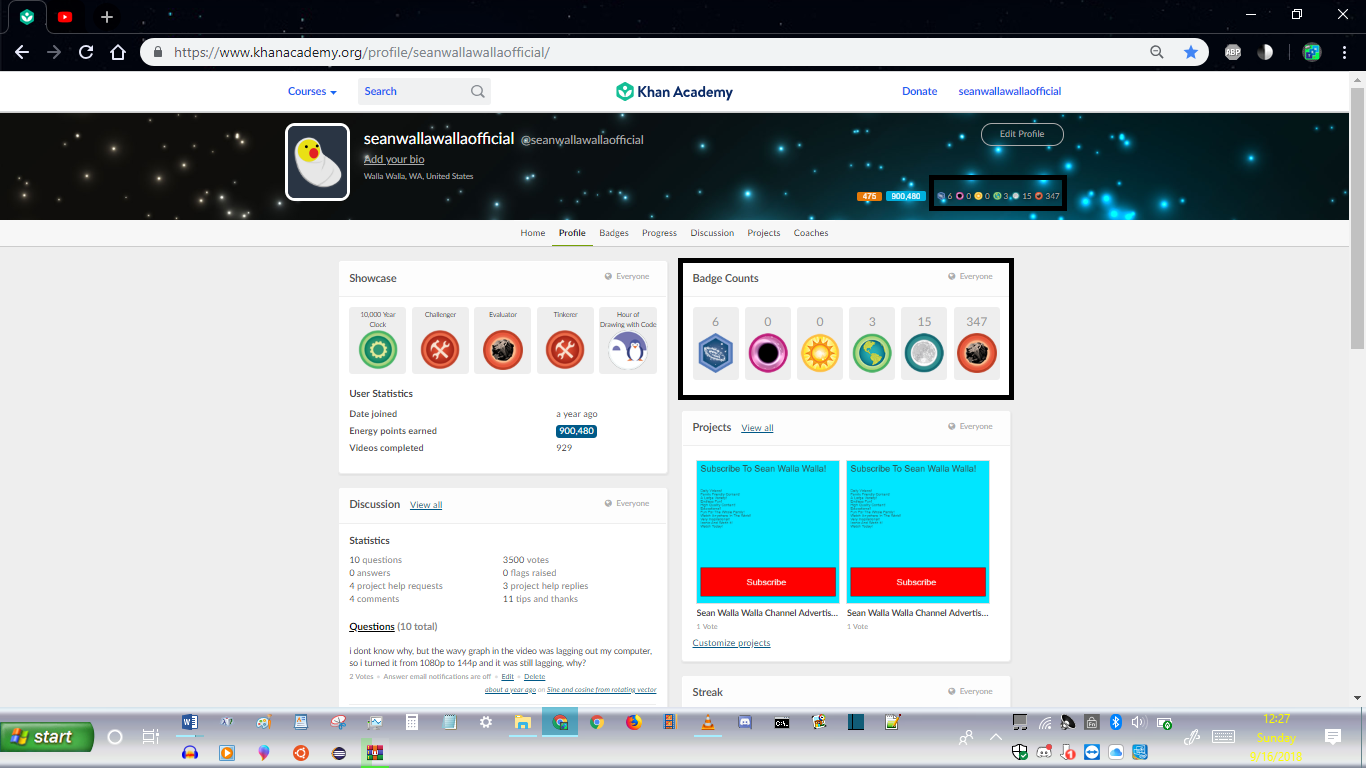 https://www.khanacademy.org/profile/seanwallawallaofficial/
ABP
Courses
Search
Khan Academy
Donate
seanwallawallaofficial
seanwallawallaofficial @seanwallawallaofficial
Add your bio
Walla Walla, WA, United States
Edit Profile
475 900,480 6 0 0 3 15 347
Home Profile Badges Progress Discussion Projects Coaches
Showcase Everyone
10,000 Year Clock
Challenger
Evaluator
Tinkerer
Hour of Drawing with Code
User Statistics
Date joined a year ago
Energy points earned 900,480
Videos completed 929
Badge Counts Everyone
6 0 0 3 15 347
Projects View all Everyone
Subscribe To Sean Walla Walla!
Subscribe
Sean Walla Walla Channel Advertis...
1 Vote
Subscribe To Sean Walla Walla!
Subscribe
Sean Walla Walla Channel Advertis...
1 Vote
Customize projects
Streak Everyone
Discussion View all Everyone
Statistics
10 questions 3500 votes
0 answers 0 flags raised
4 project help requests 3 project help replies
4 comments 11 tips and thanks
Questions (10 total)
i dont know why, but the wavy graph in the video was lagging out my computer,
so i turned it from 1080p to 144p and it was still lagging, why?
2 Votes • Answer email notifications are off • Edit • Delete
about a year ago on Sine and cosine from rotating vector
start
12:27
Sunday
9/16/2018